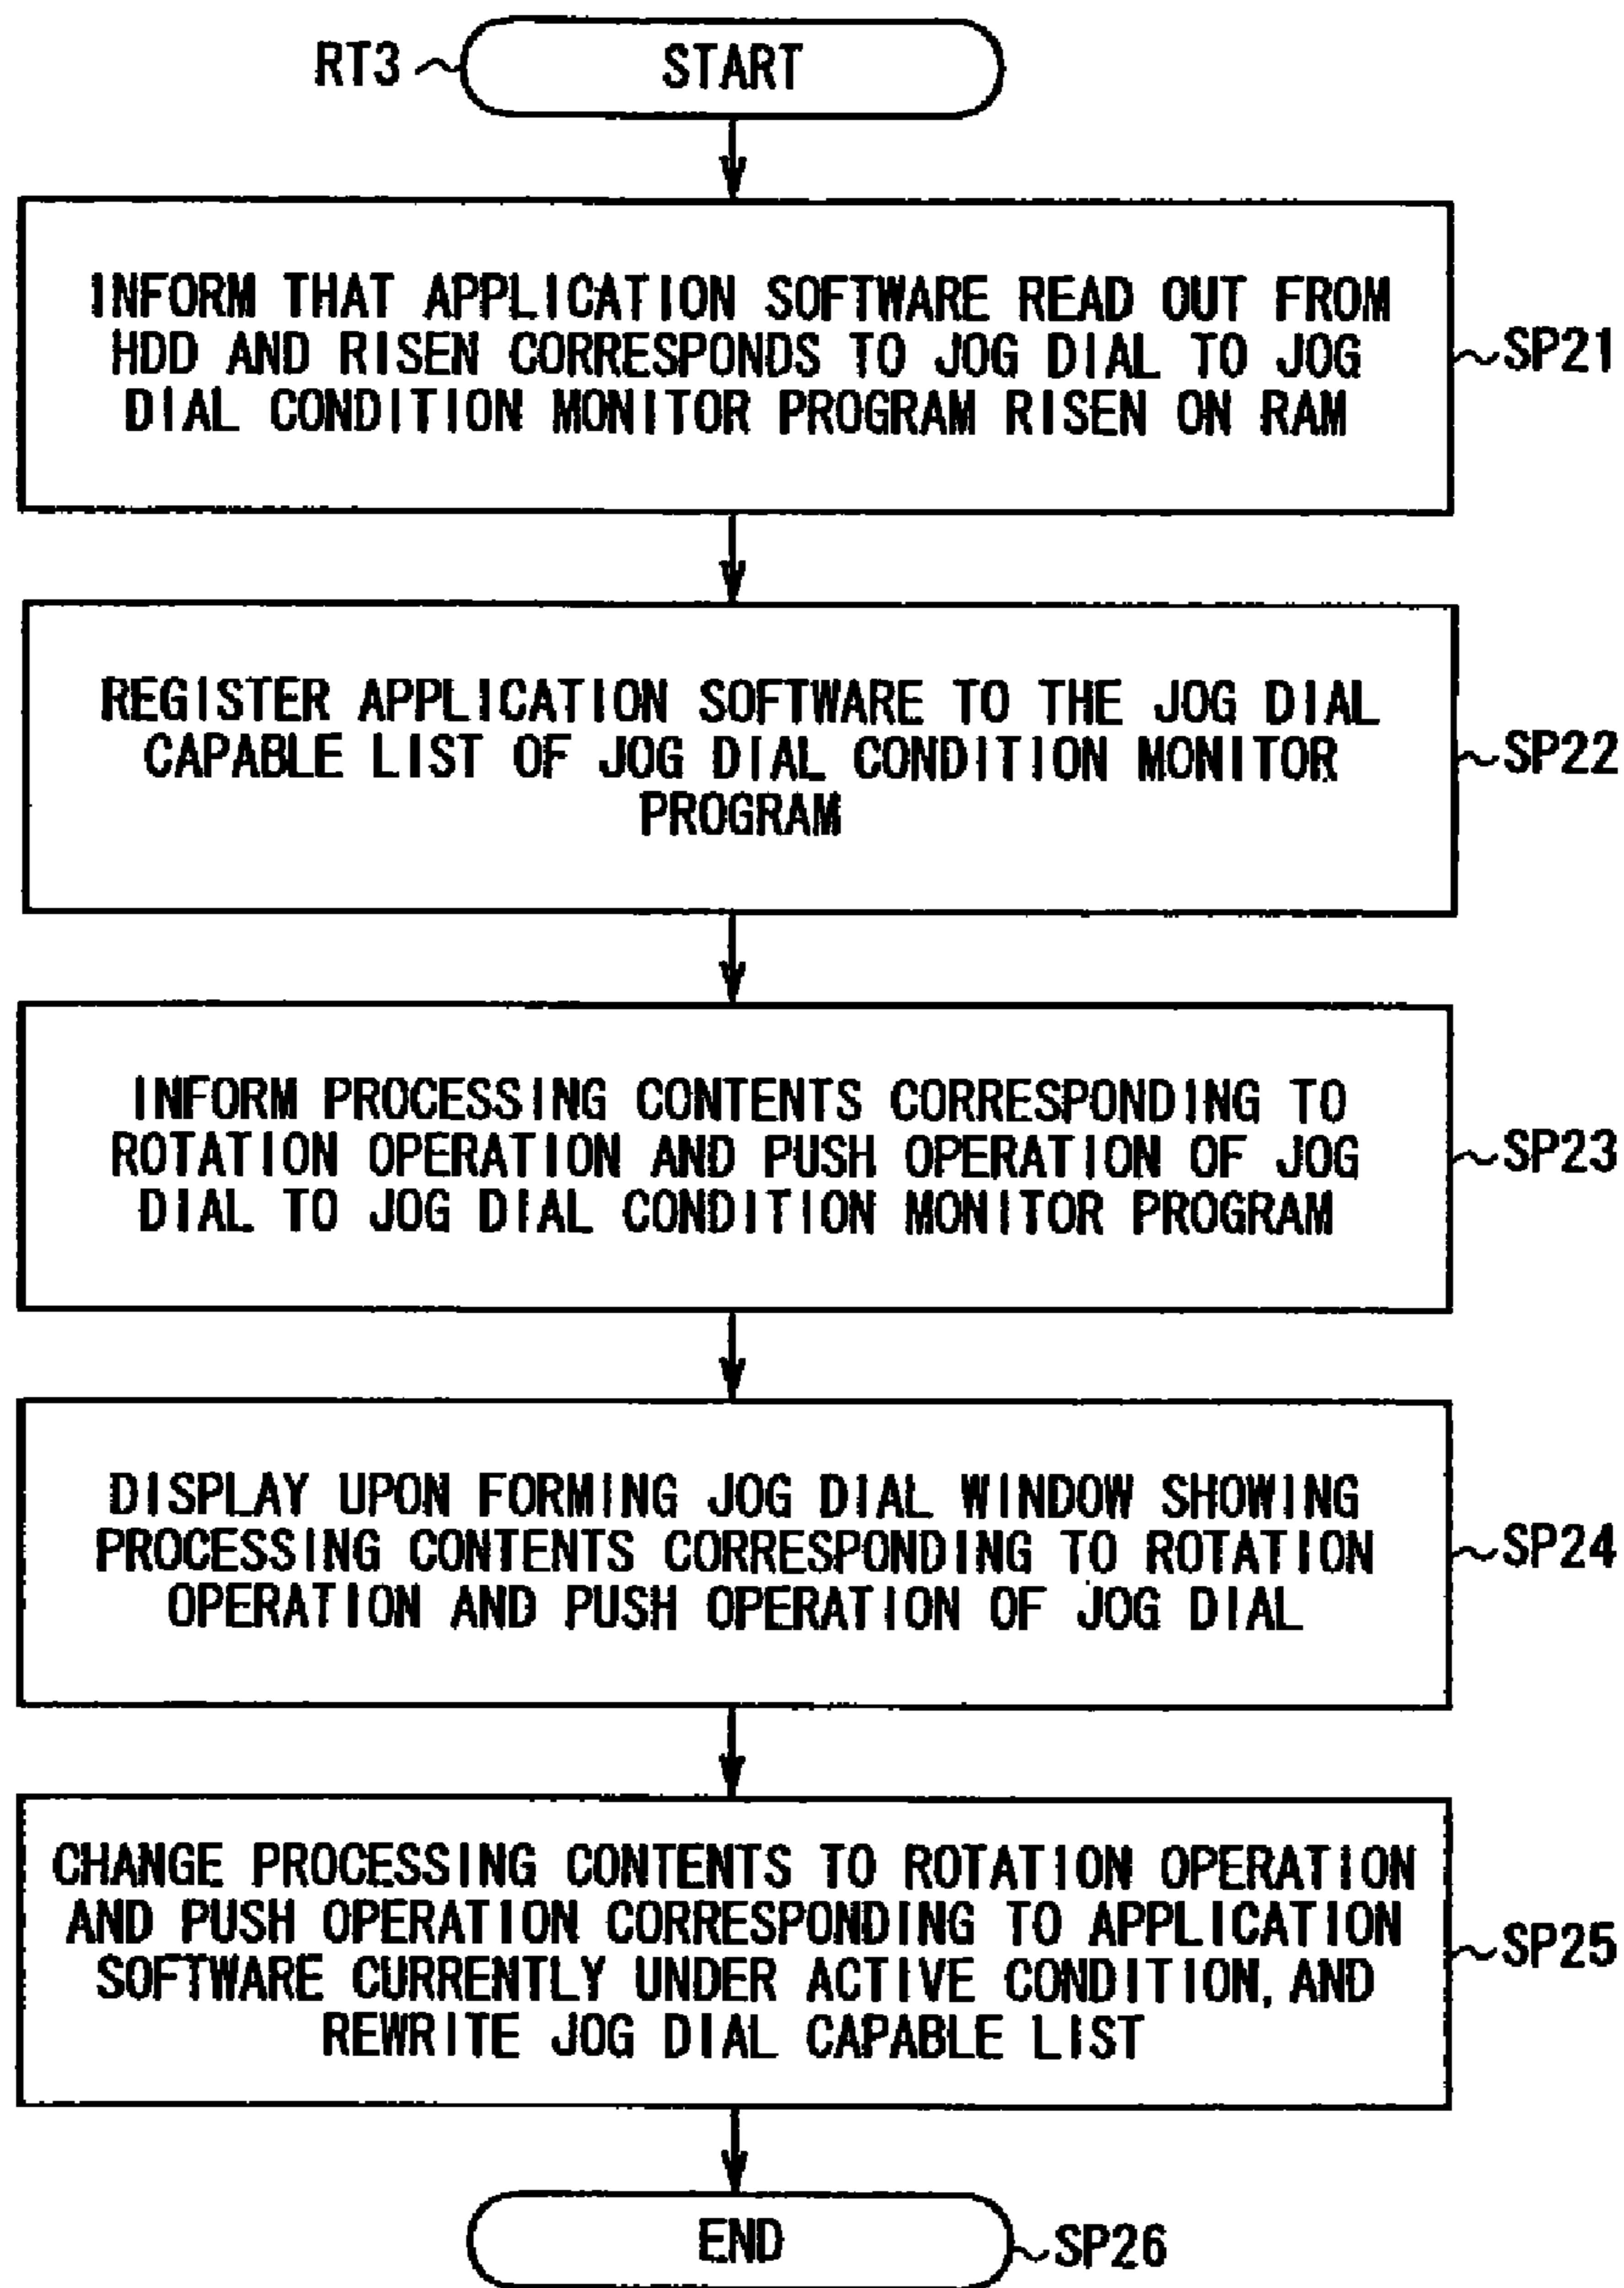 RT3
START
INFORM THAT APPLICATION SOFTWARE READ OUT FROM
HDD AND RISEN CORRESPONDS TO JOG DIAL TO JOG
DIAL CONDITION MONITOR PROGRAM RISEN ON RAM
SP21
REGISTER APPLICATION SOFTWARE TO THE JOG DIAL
CAPABLE LIST OF JOG DIAL CONDITION MONITOR
PROGRAM
SP22
INFORM PROCESSING CONTENTS CORRESPONDING TO
ROTATION OPERATION AND PUSH OPERATION OF JOG
DIAL TO JOG DIAL CONDITION MONITOR PROGRAM
SP23
DISPLAY UPON FORMING JOG DIAL WINDOW SHOWING
PROCESSING CONTENTS CORRESPONDING TO ROTATION
OPERATION AND PUSH OPERATION OF JOG DIAL
SP24
CHANGE PROCESSING CONTENTS TO ROTATION OPERATION
AND PUSH OPERATION CORRESPONDING TO APPLICATION
SOFTWARE CURRENTLY UNDER ACTIVE CONDITION, AND
REWRITE JOG DIAL CAPABLE LIST
SP25
END
SP26